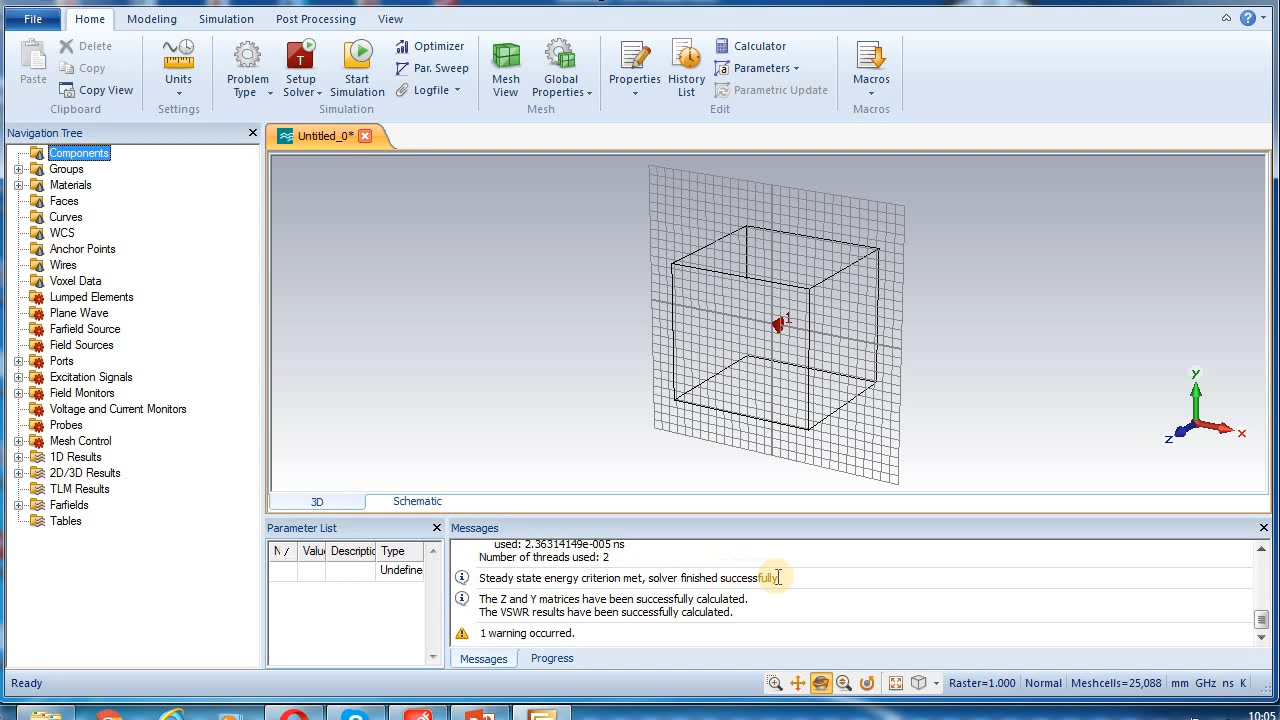 File Home Modeling Simulation Post Processing View
Paste
Delete
Copy
Copy View
Clipboard
Units
Settings
Problem Type
Setup Solver
Start Simulation
Optimizer
Par. Sweep
Logfile
Simulation
Mesh View
Global Properties
Mesh
Properties
History List
Calculator
Parameters
Parametric Update
Edit
Macros
Macros
Navigation Tree
Untitled_0*
Components
Groups
Materials
Faces
Curves
WCS
Anchor Points
Wires
Voxel Data
Lumped Elements
Plane Wave
Farfield Source
Field Sources
Ports
Excitation Signals
Field Monitors
Voltage and Current Monitors
Probes
Mesh Control
1D Results
2D/3D Results
TLM Results
Farfields
Tables
1
Y
X
Z
3D Schematic
Parameter List
N Valu Descriptic Type
Undefine
Messages
used: 2.36314149e-005 ns
Number of threads used: 2
Steady state energy criterion met, solver finished successfully.
The Z and Y matrices have been successfully calculated.
The VSWR results have been successfully calculated.
1 warning occurred.
Messages Progress
Ready
Raster=1.000 Normal Meshcells=25,088 mm GHz ns K
10:05